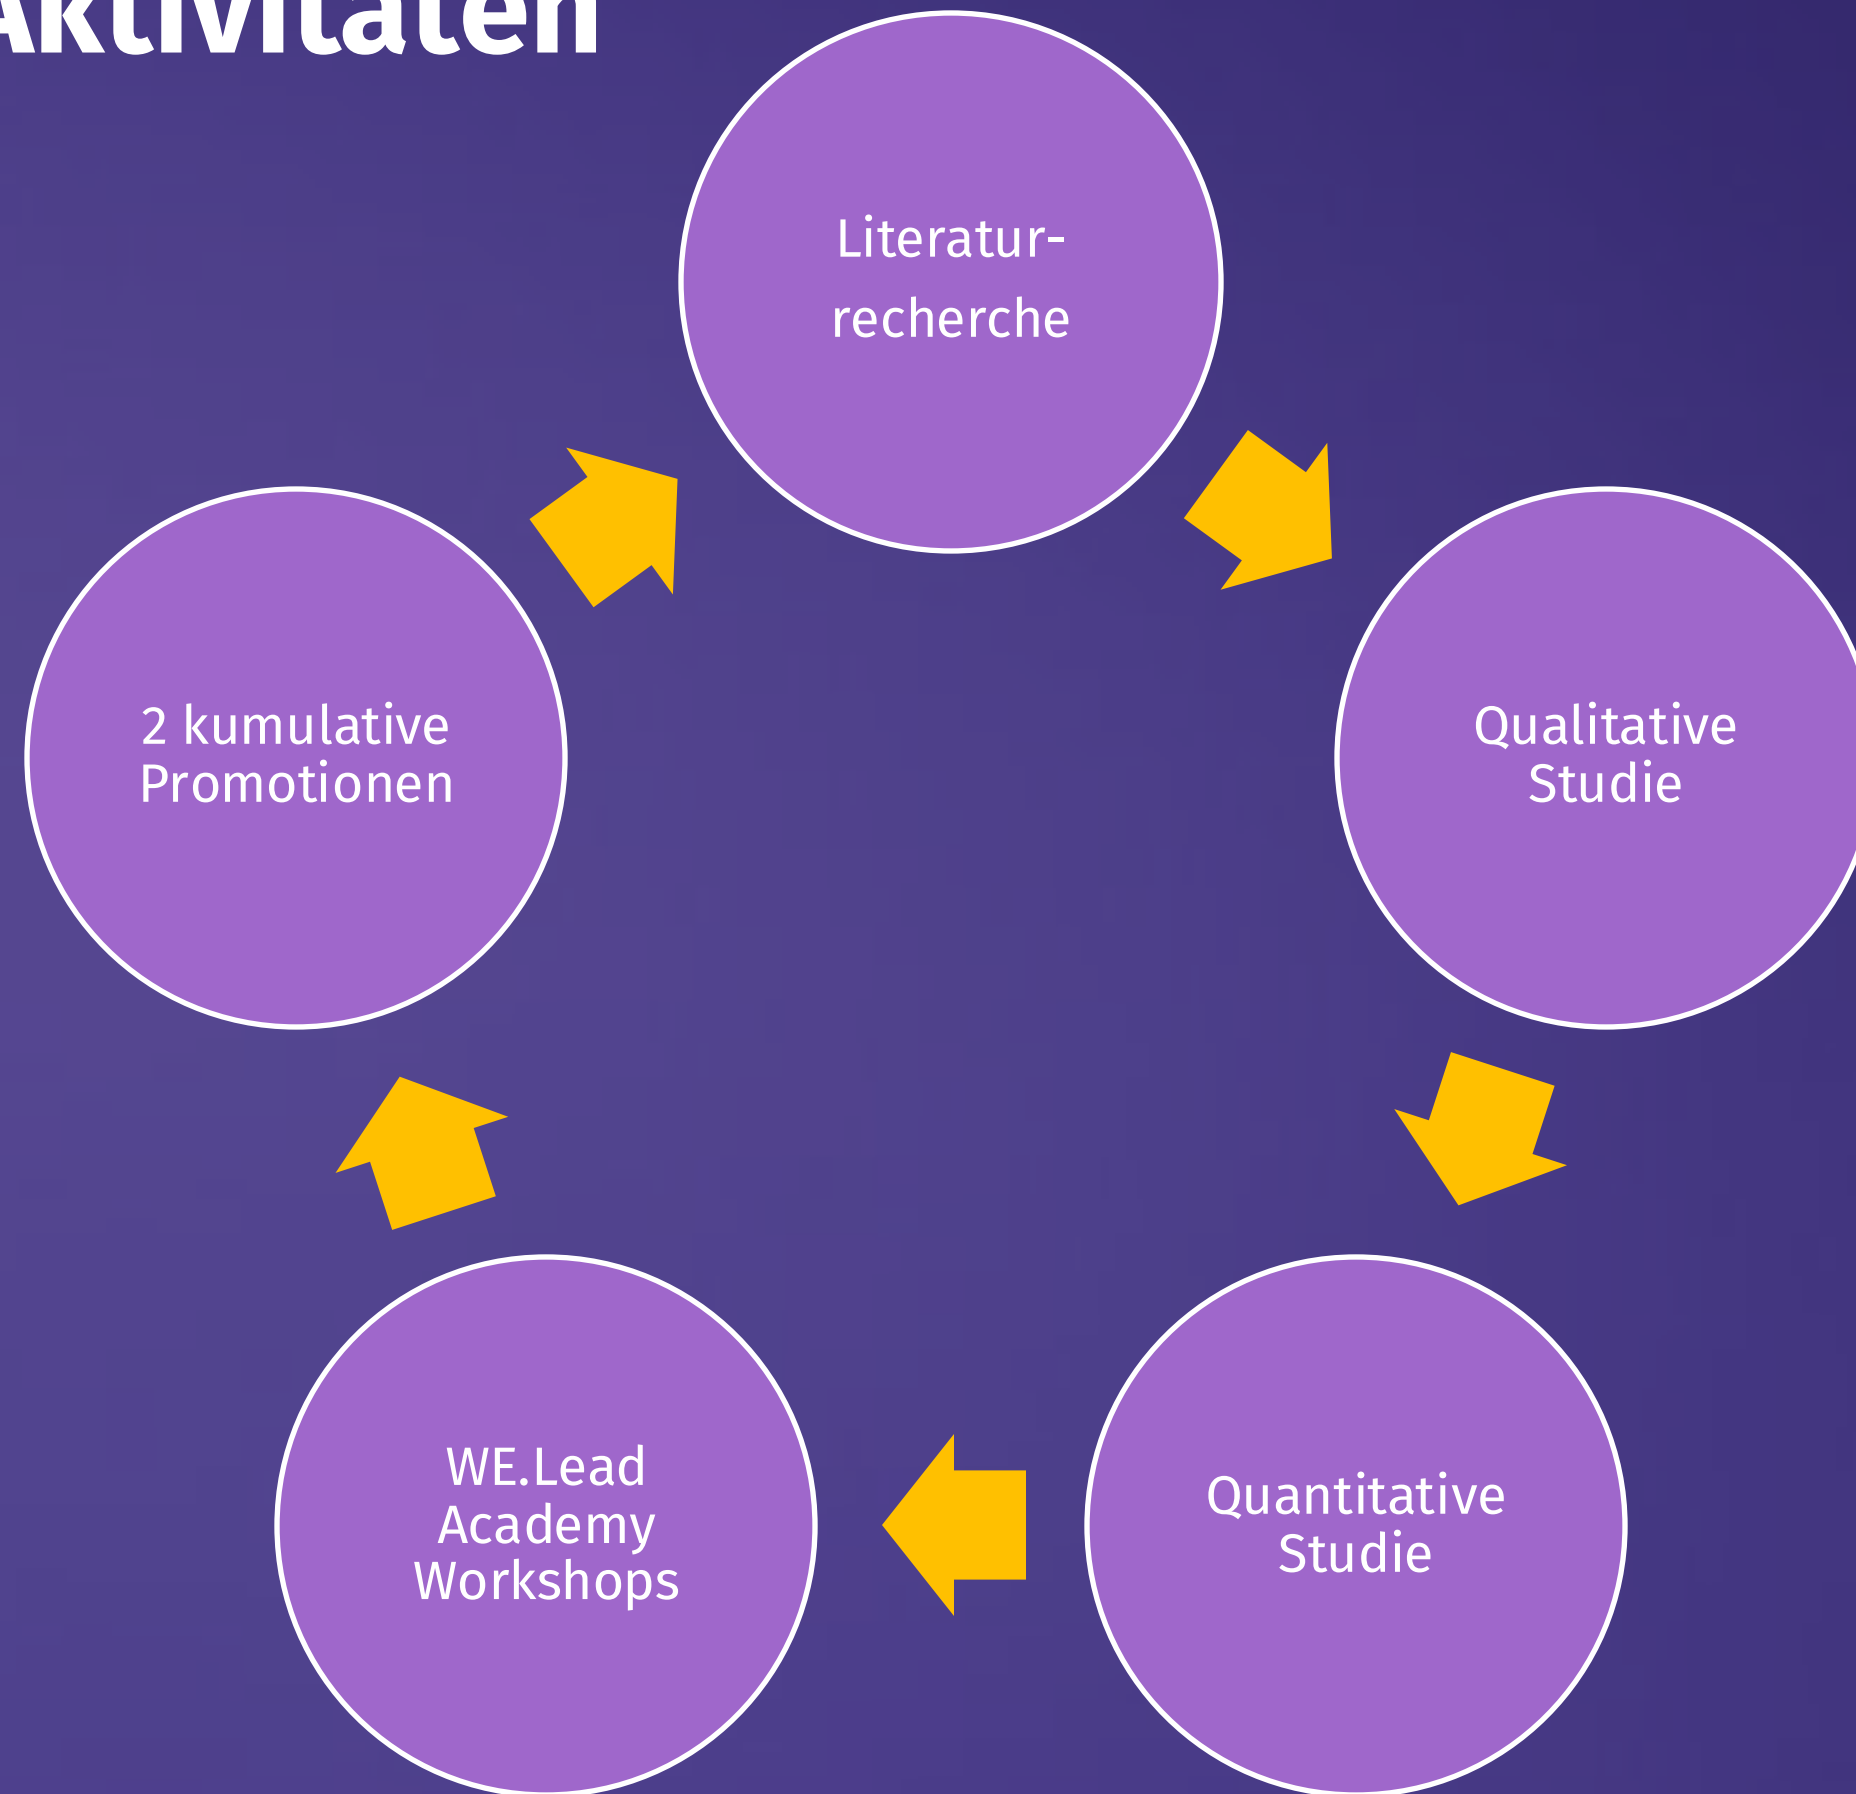 Aktivitäten
Literatur-
recherche
Qualitative
Studie
Quantitative
Studie
WE.Lead
Academy
Workshops
2 kumulative
Promotionen